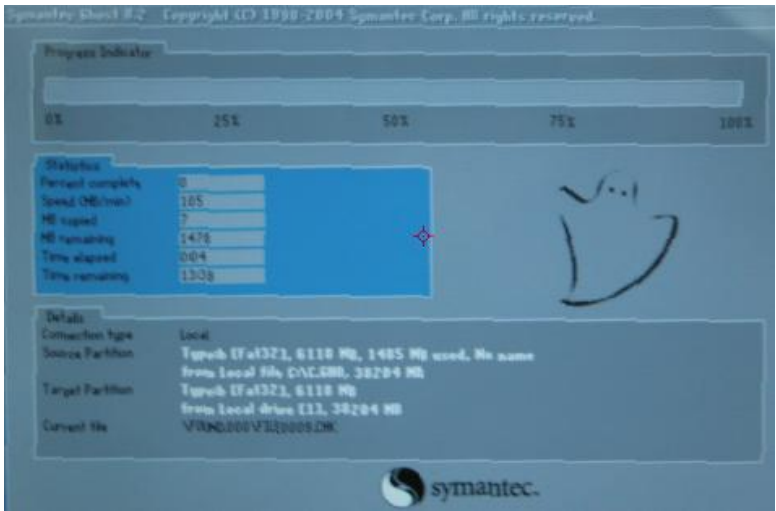 Symantec Ghost 8.2 Copyright (C) 1998-2004 Symantec Corp. All rights reserved.
Progress Indicator
0% 25% 50% 75% 100%
Statistics
Percent complete 0
Speed (MB/min) 105
MB copied 7
MB remaining 1478
Time elapsed 0:04
Time remaining 13:08
Details
Connection type Local
Source Partition Type:b [Fat32], 6118 MB, 1485 MB used, No name
from Local file C:\C.GHO, 38204 MB
Target Partition Type:b [Fat32], 6118 MB
from Local drive [1], 38204 MB
Current file
symantec.